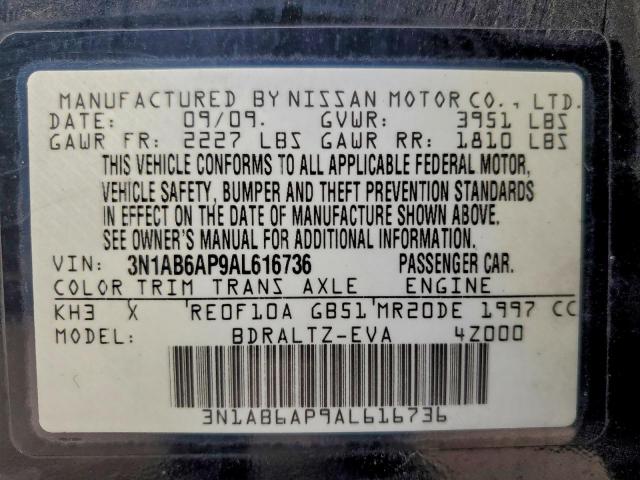 MANUFACTURED BY NISSAN MOTOR CO., LTD.
DATE: 09/09. GVWR: 3951 LBS
GAWR FR: 2227 LBS GAWR RR: 1810 LBS
THIS VEHICLE CONFORMS TO ALL APPLICABLE FEDERAL MOTOR,
VEHICLE SAFETY, BUMPER AND THEFT PREVENTION STANDARDS
IN EFFECT ON THE DATE OF MANUFACTURE SHOWN ABOVE.
SEE OWNER'S MANUAL FOR ADDITIONAL INFORMATION.
VIN: 3N1AB6AP9AL616736 PASSENGER CAR.
COLOR TRIM TRANS AXLE ENGINE
KH3 X RE0F10A GB51 MR20DE 1997 CC
MODEL: BDRALTZ-EVA 4Z000
3N1AB6AP9AL616736